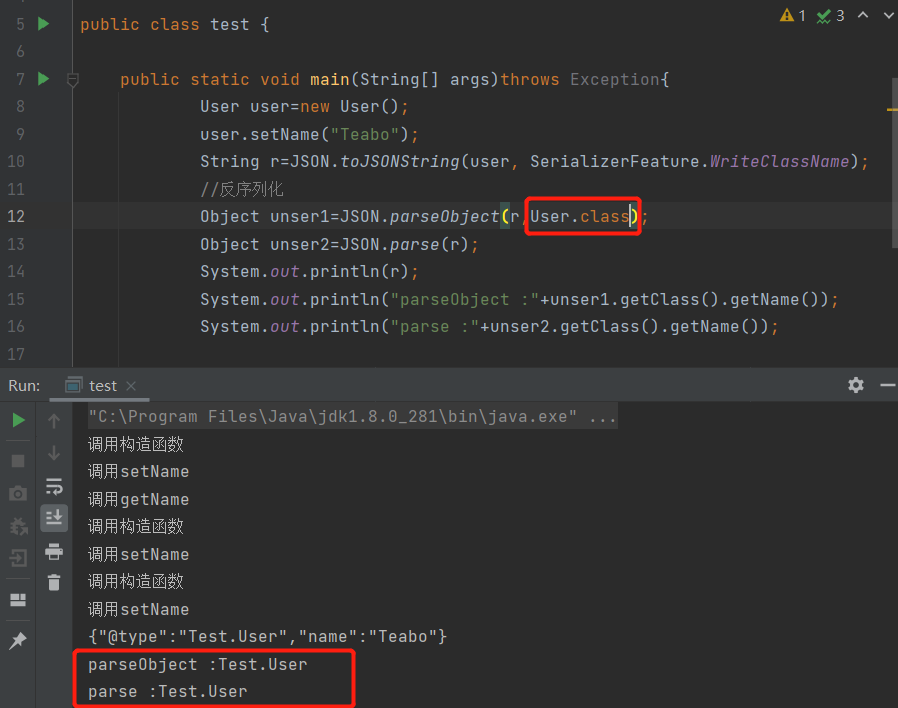 1 3
5 public class test {
6
7 public static void main(String[] args)throws Exception{
8 User user=new User();
9 user.setName("Teabo");
10 String r=JSON.toJSONString(user, SerializerFeature.WriteClassName);
11 //反序列化
12 Object unser1=JSON.parseObject(r,User.class);
13 Object unser2=JSON.parse(r);
14 System.out.println(r);
15 System.out.println("parseObject :"+unser1.getClass().getName());
16 System.out.println("parse :"+unser2.getClass().getName());
17
Run: test
"C:\Program Files\Java\jdk1.8.0_281\bin\java.exe" ...
调用构造函数
调用setName
调用getName
调用构造函数
调用setName
调用构造函数
调用setName
{"@type":"Test.User","name":"Teabo"}
parseObject :Test.User
parse :Test.User